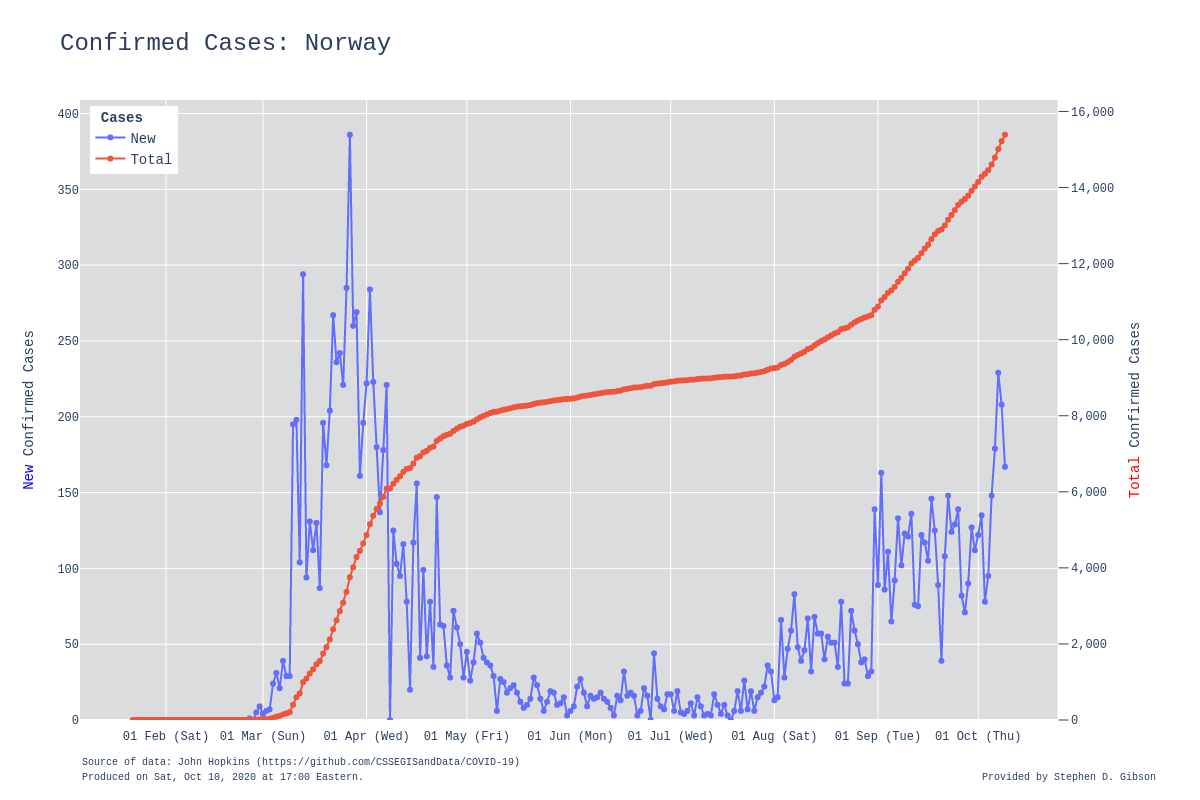 Confirmed Cases: Norway
Cases
New
Total
400
350
300
250
200
150
100
50
0
16,000
14,000
12,000
10,000
8,000
6,000
4,000
2,000
0
New Confirmed Cases
Total Confirmed Cases
01 Feb (Sat) 01 Mar (Sun) 01 Apr (Wed) 01 May (Fri) 01 Jun (Mon) 01 Jul (Wed) 01 Aug (Sat) 01 Sep (Tue) 01 Oct (Thu)
Source of data: John Hopkins (https://github.com/CSSEGISandData/COVID-19)
Produced on Sat, Oct 10, 2020 at 17:00 Eastern.
Provided by Stephen D. Gibson